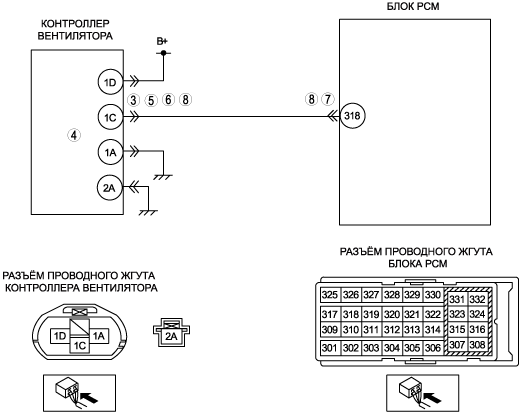 БЛОК PCM
КОНТРОЛЛЕР
ВЕНТИЛЯТОРА
B+
1D
3 5 6 8
8 7
1C
318
4
1A
2A
РАЗЪЁМ ПРОВОДНОГО ЖГУТА
БЛОКА PCM
РАЗЪЁМ ПРОВОДНОГО ЖГУТА
КОНТРОЛЛЕРА ВЕНТИЛЯТОРА
325 326 327 328 329 330 331 332
317 318 319 320 321 322 323 324
309 310 311 312 313 314 315 316
301 302 303 304 305 306 307 308
1D 1A
1C
2A